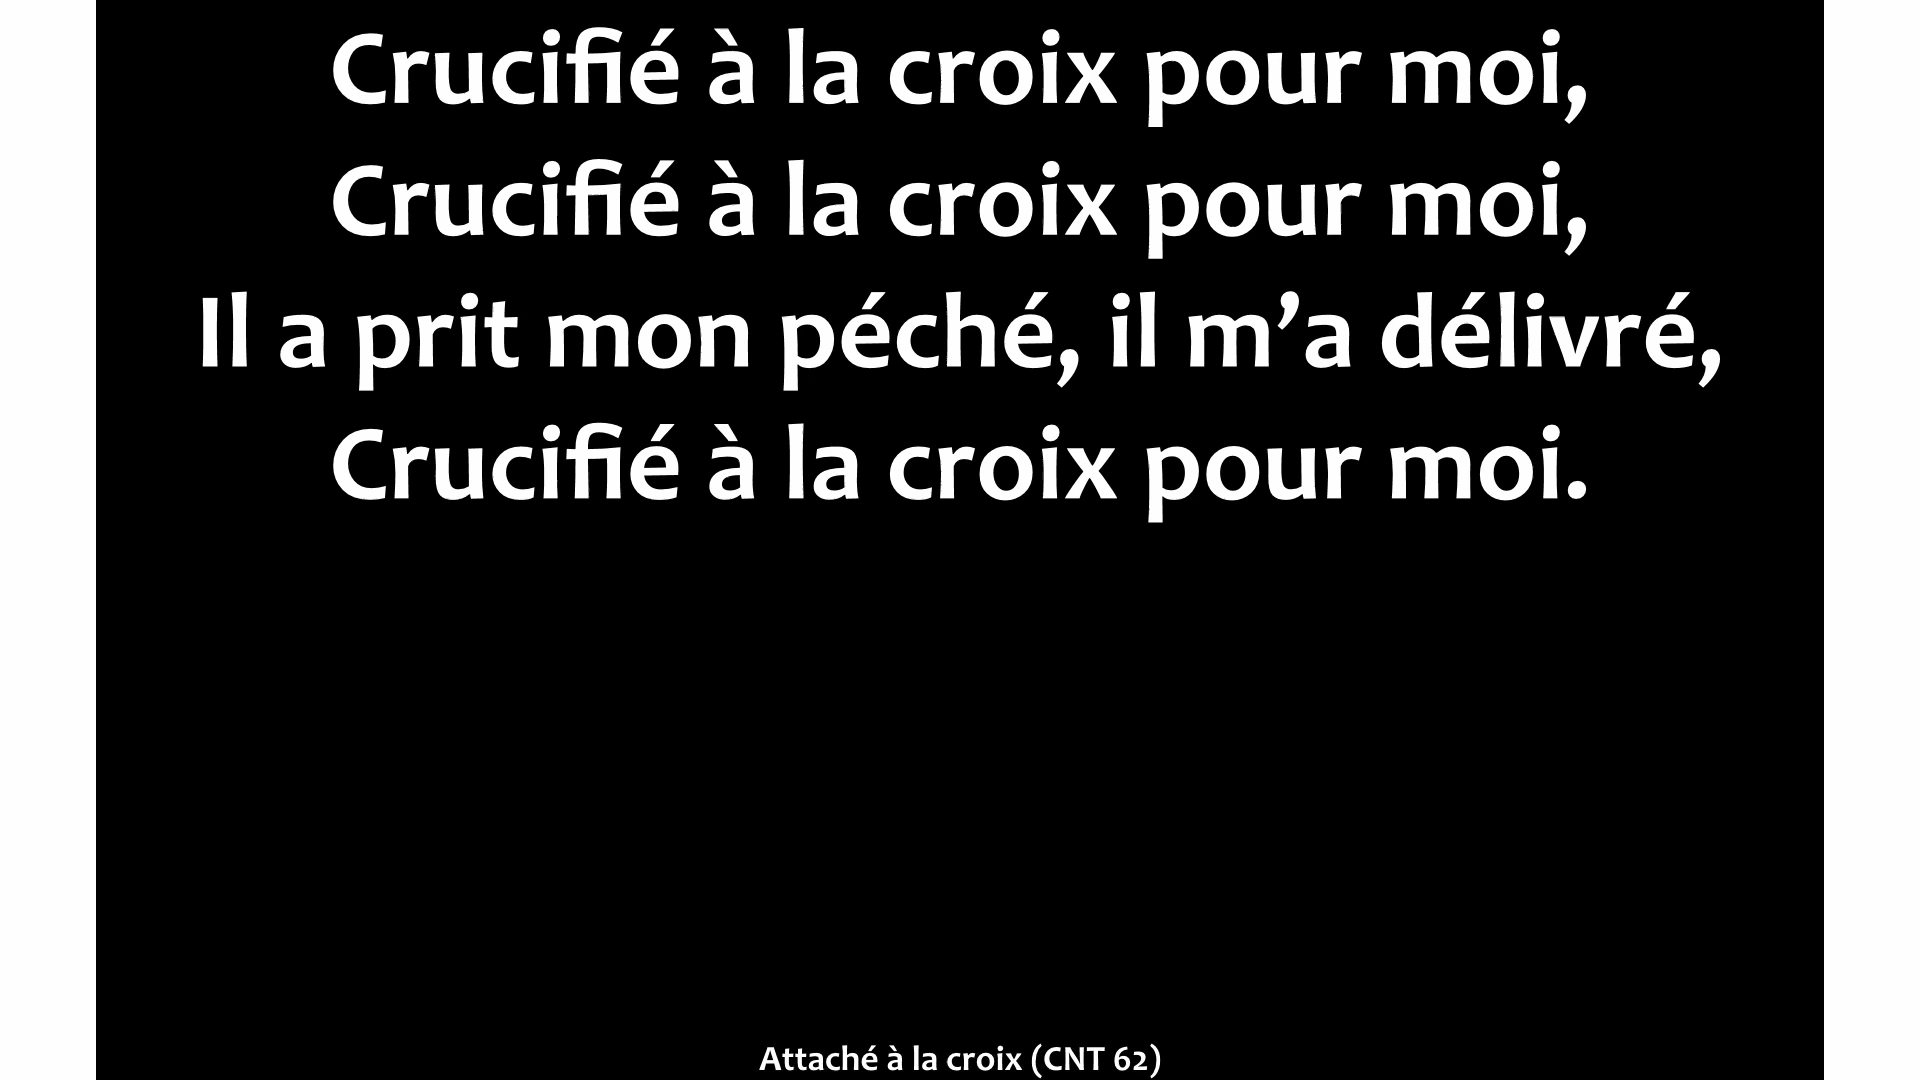 Crucifié à la croix pour moi,
Crucifié à la croix pour moi,
Il a prit mon péché, il m’a délivré,
Crucifié à la croix pour moi.
Attaché à la croix (CNT 62)